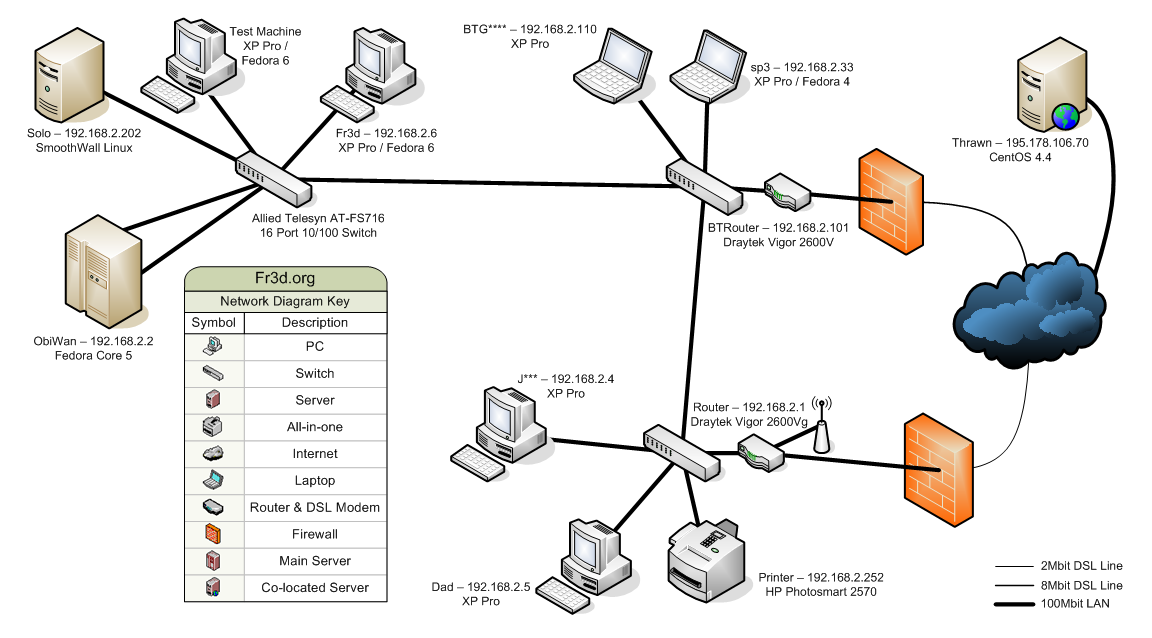 Test Machine
XP Pro /
Fedora 6
Solo – 192.168.2.202
SmoothWall Linux
Fr3d – 192.168.2.6
XP Pro / Fedora 6
BTG**** – 192.168.2.110
XP Pro
sp3 – 192.168.2.33
XP Pro / Fedora 4
Thrawn – 195.178.106.70
CentOS 4.4
Allied Telesyn AT-FS716
16 Port 10/100 Switch
BTRouter – 192.168.2.101
Draytek Vigor 2600V
ObiWan – 192.168.2.2
Fedora Core 5
Fr3d.org
Network Diagram Key
Symbol Description
PC
Switch
Server
All-in-one
Internet
Laptop
Router & DSL Modem
Firewall
Main Server
Co-located Server
J*** – 192.168.2.4
XP Pro
Router – 192.168.2.1
Draytek Vigor 2600Vg
Dad – 192.168.2.5
XP Pro
Printer – 192.168.2.252
HP Photosmart 2570
2Mbit DSL Line
8Mbit DSL Line
100Mbit LAN